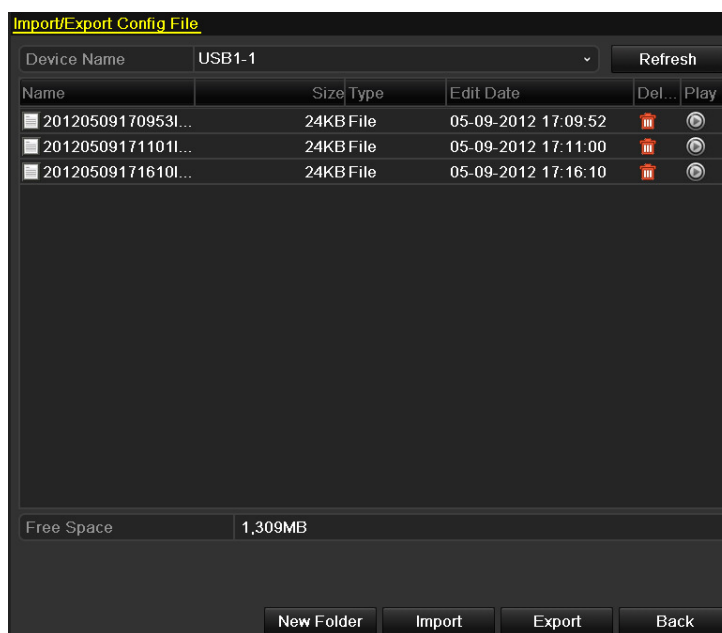 Import/Export Config File
Device Name USB1-1 Refresh
Name Size Type Edit Date Del... Play
20120509170953I... 24KB File 05-09-2012 17:09:52
20120509171101I... 24KB File 05-09-2012 17:11:00
20120509171610I... 24KB File 05-09-2012 17:16:10
Free Space 1,309MB
New Folder Import Export Back